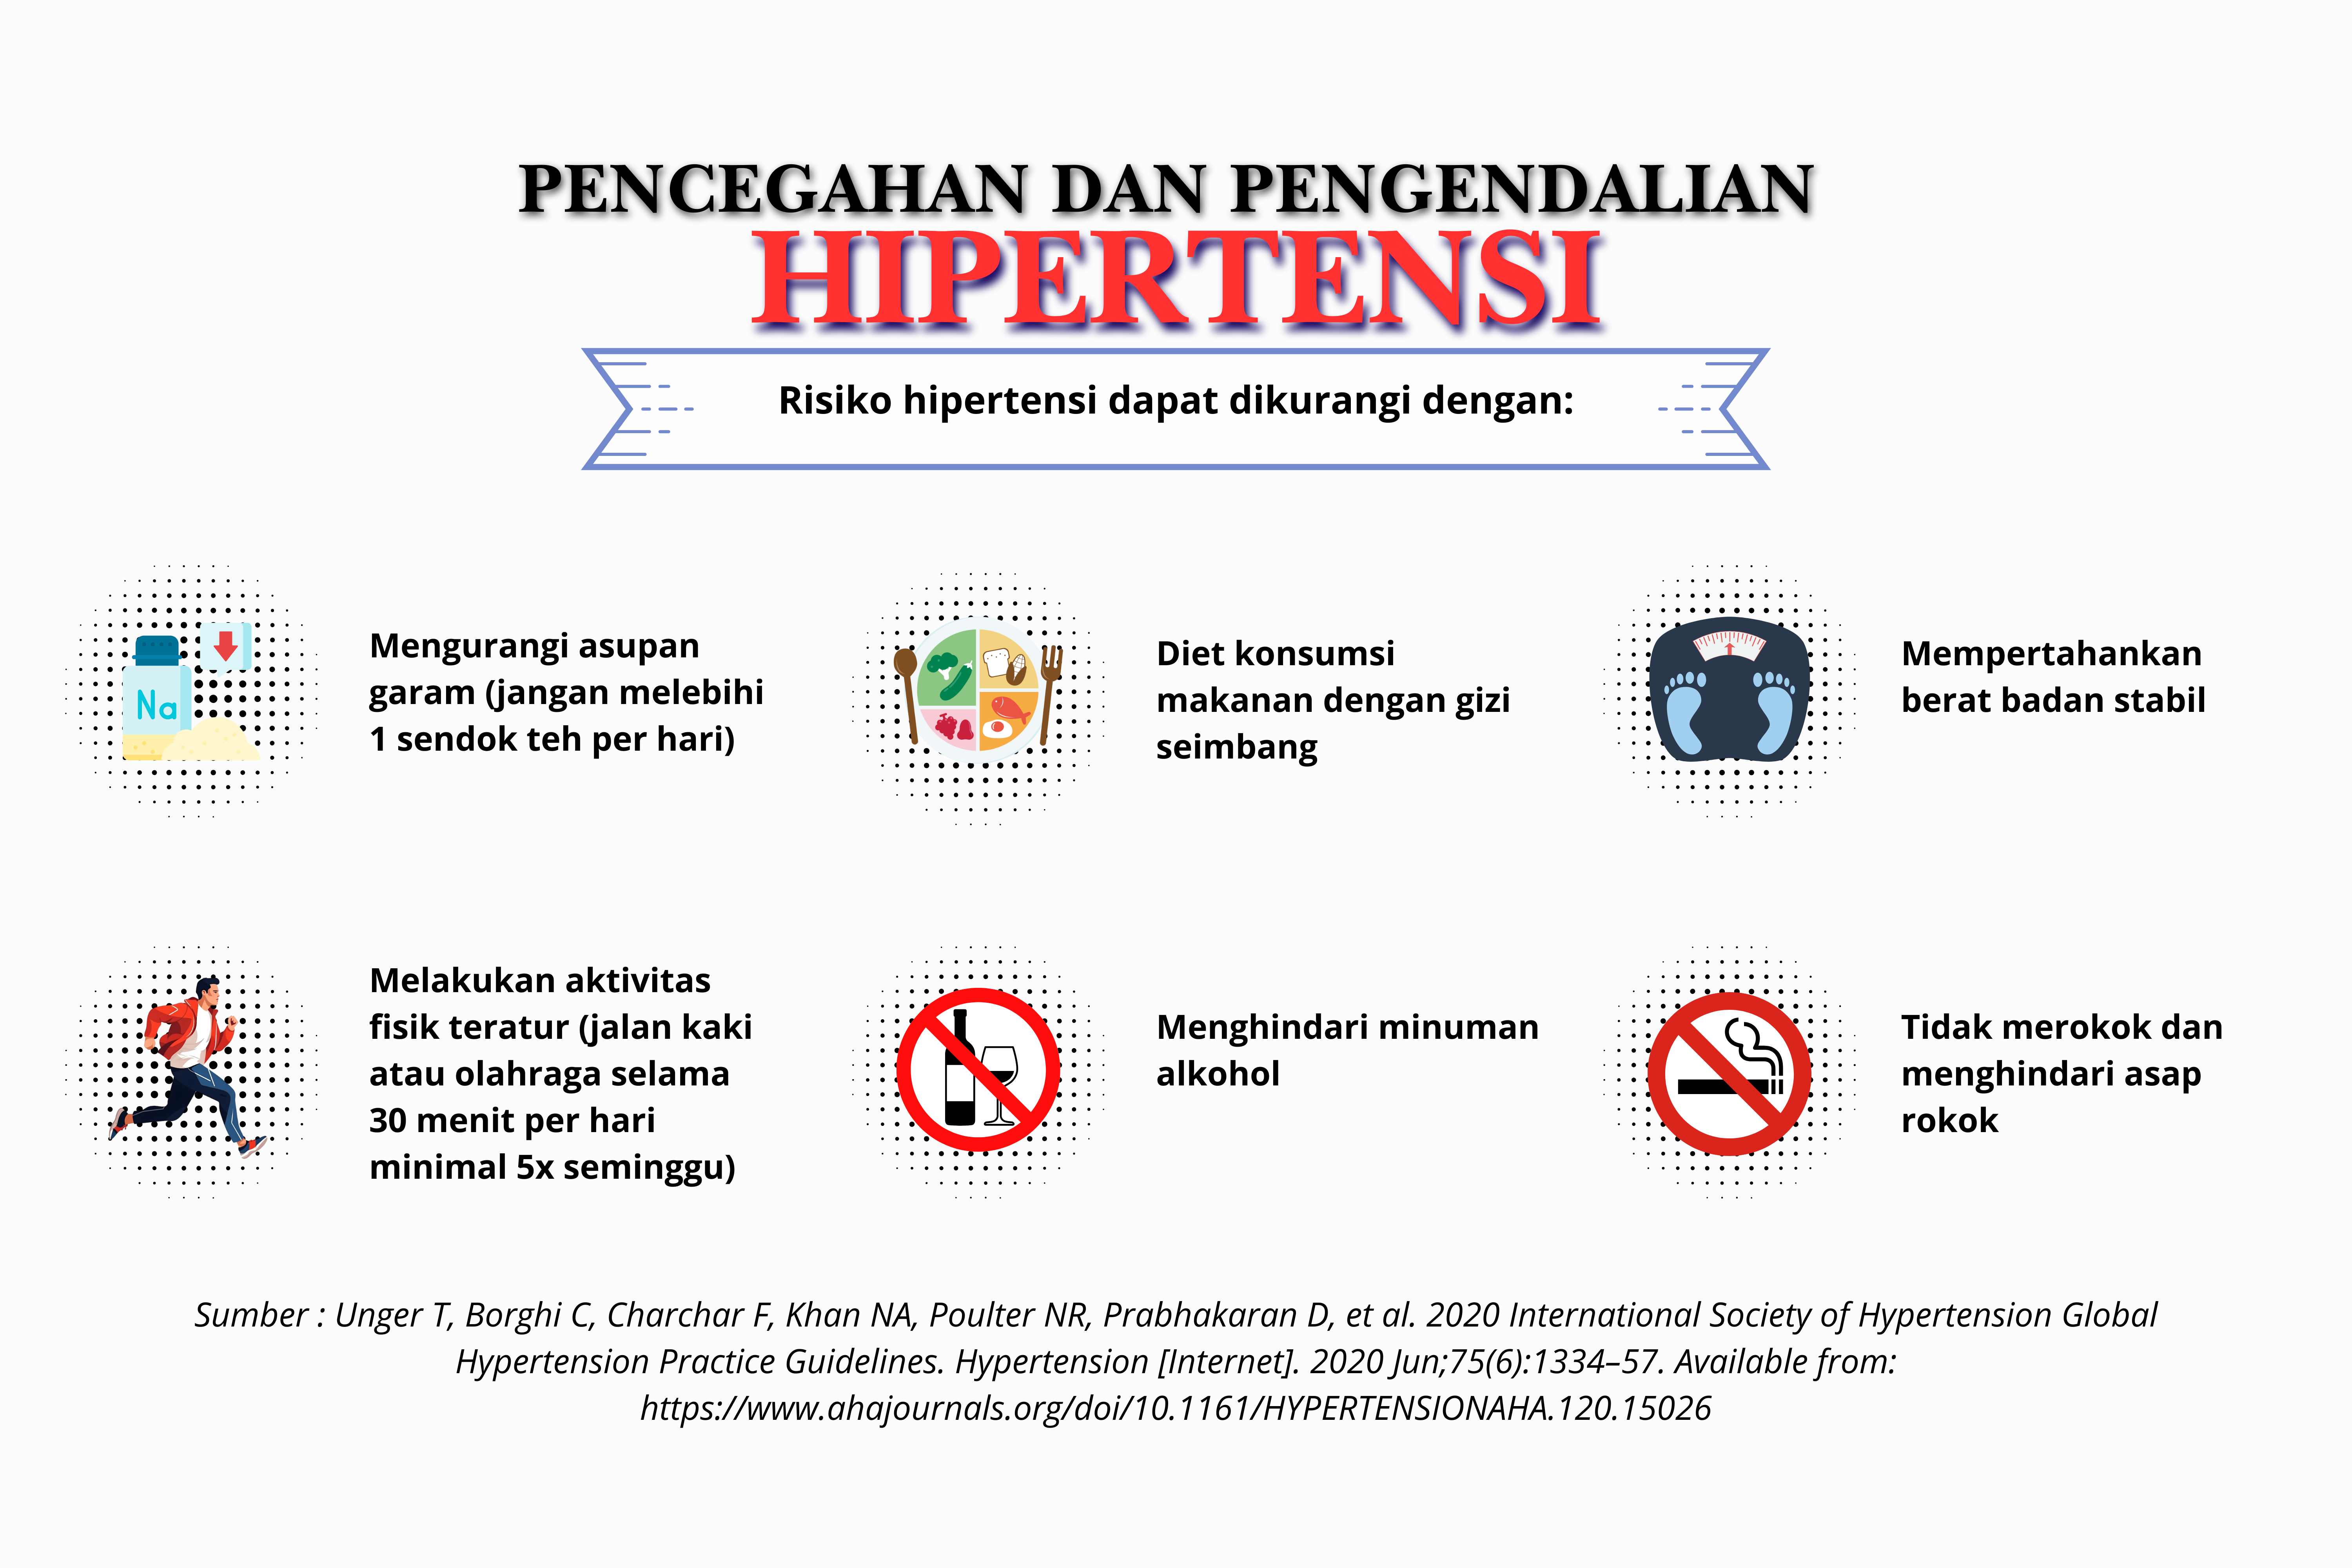 PENCEGAHAN DAN PENGENDALIAN
HIPERTENSI
Risiko hipertensi dapat dikurangi dengan:
Na
Mengurangi asupan
garam (jangan melebihi
1 sendok teh per hari)
Diet konsumsi
makanan dengan gizi
seimbang
Mempertahankan
berat badan stabil
Melakukan aktivitas
fisik teratur (jalan kaki
atau olahraga selama
30 menit per hari
minimal 5x seminggu)
Menghindari minuman
alkohol
Tidak merokok dan
menghindari asap
rokok
Sumber : Unger T, Borghi C, Charchar F, Khan NA, Poulter NR, Prabhakaran D, et al. 2020 International Society of Hypertension Global
Hypertension Practice Guidelines. Hypertension [Internet]. 2020 Jun;75(6):1334–57. Available from:
https://www.ahajournals.org/doi/10.1161/HYPERTENSIONAHA.120.15026